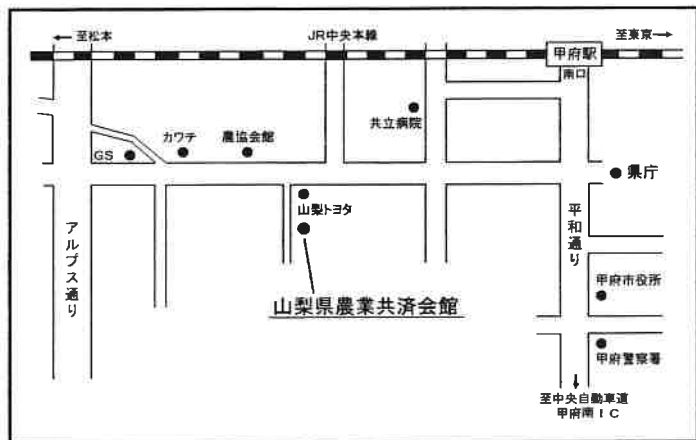 ←至松本
JR中央本線
至東京→
甲府駅
南口
共立病院
カワチ
農協会館
GS
県庁
山梨トヨタ
アルプス通り
平和通り
山梨県農業共済会館
甲府市役所
甲府警察署
至中央自動車道
甲府南IC